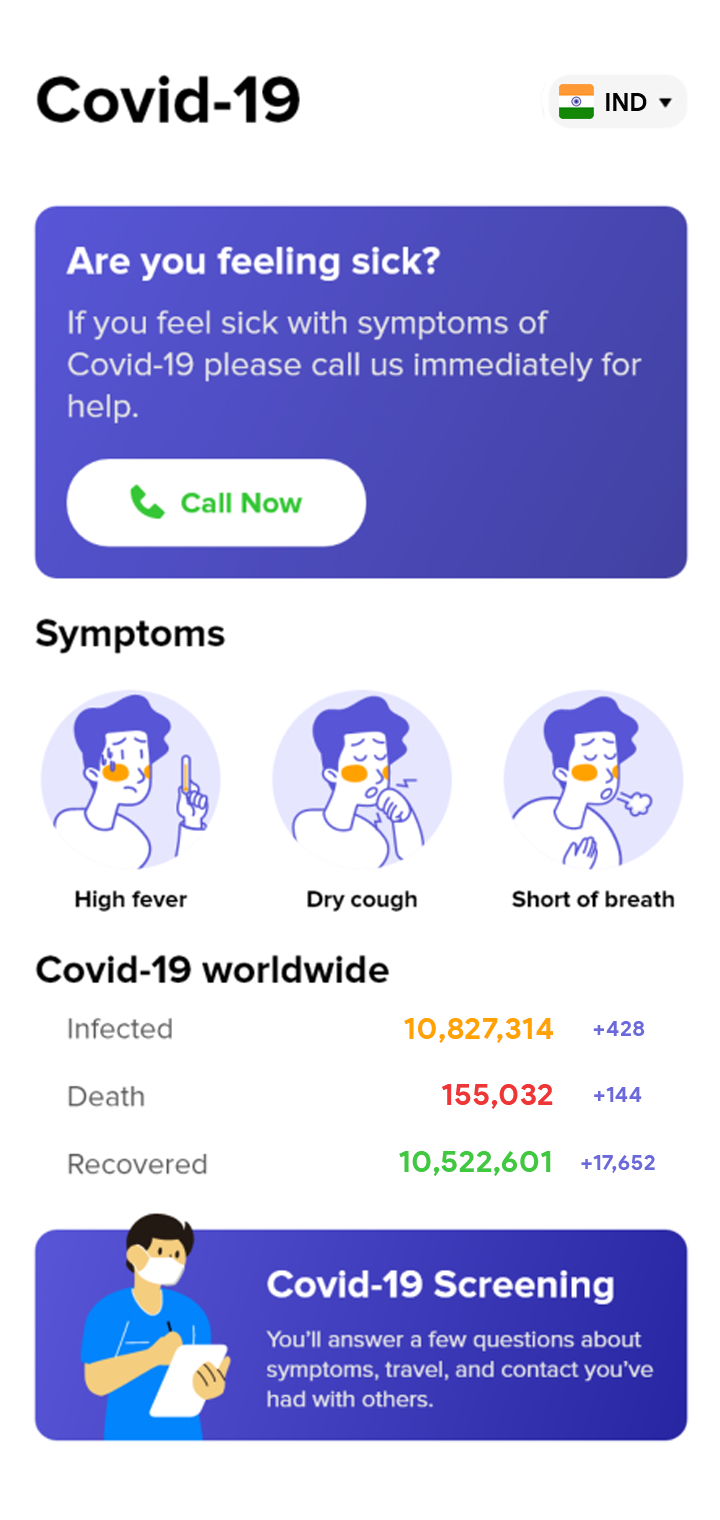 Covid-19
IND
Are you feeling sick?
If you feel sick with symptoms of
Covid-19 please call us immediately for
help.
Call Now
Symptoms
High fever
Dry cough
Short of breath
Covid-19 worldwide
Infected 10,827,314 +428
Death 155,032 +144
Recovered 10,522,601 +17,652
Covid-19 Screening
You’ll answer a few questions about
symptoms, travel, and contact you’ve
had with others.